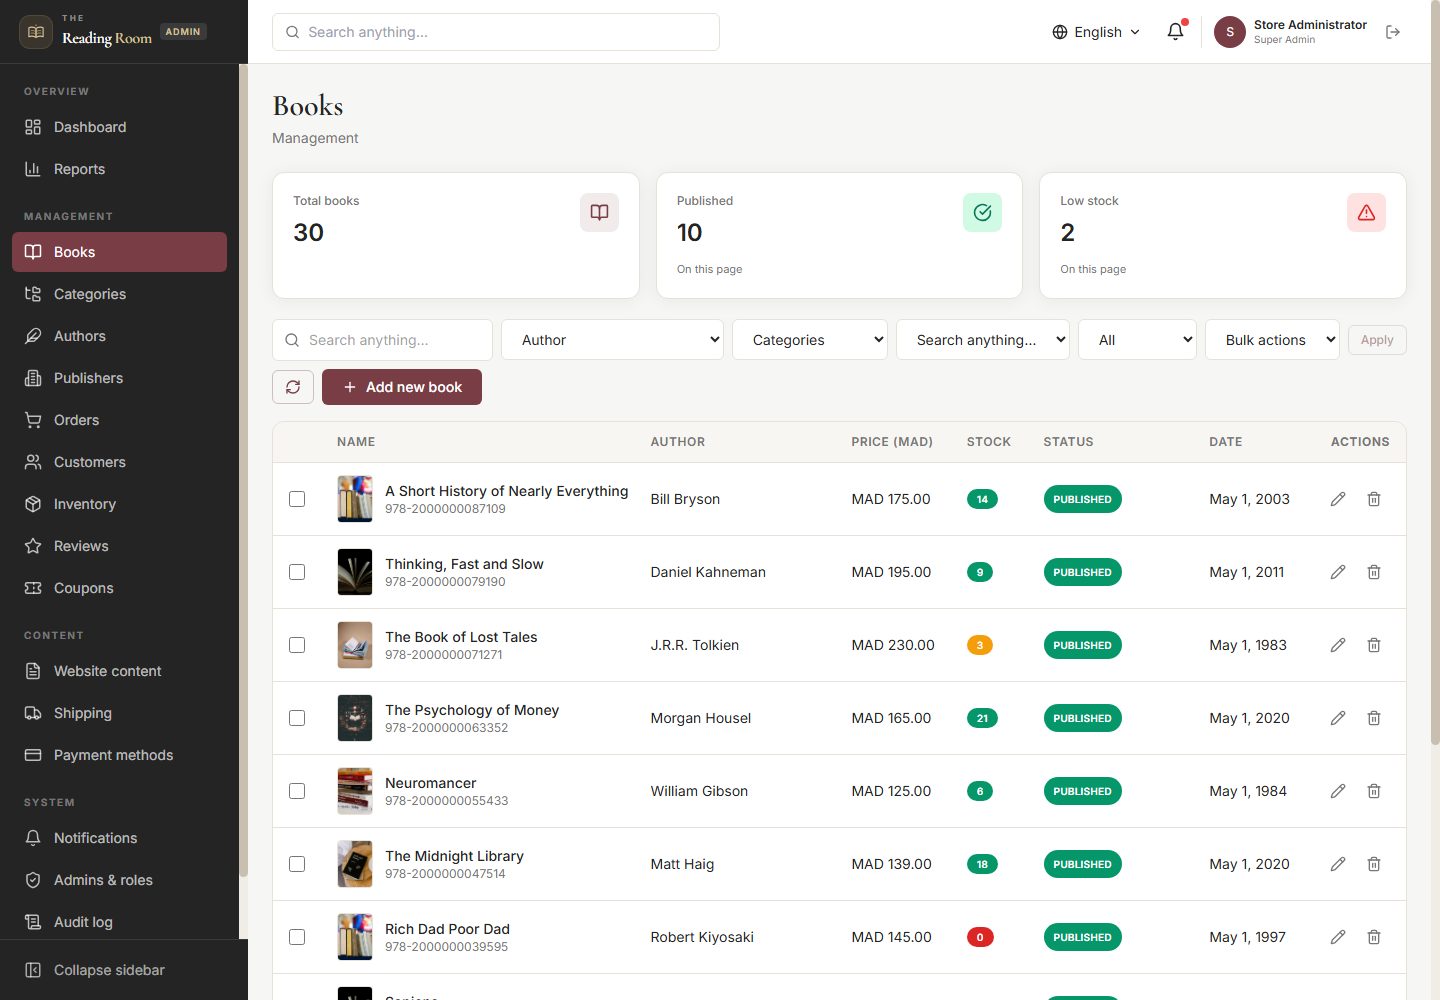 THE
Reading Room
ADMIN
Search anything...
English
S
Store Administrator
Super Admin
OVERVIEW
Dashboard
Reports
MANAGEMENT
Books
Categories
Authors
Publishers
Orders
Customers
Inventory
Reviews
Coupons
CONTENT
Website content
Shipping
Payment methods
SYSTEM
Notifications
Admins & roles
Audit log
Collapse sidebar
Books
Management
Total books
30
Published
10
On this page
Low stock
2
On this page
Search anything... Author Categories Search anything... All Bulk actions Apply
Add new book
NAME AUTHOR PRICE (MAD) STOCK STATUS DATE ACTIONS
A Short History of Nearly Everything Bill Bryson MAD 175.00 14 PUBLISHED May 1, 2003
978-2000000087109
Thinking, Fast and Slow Daniel Kahneman MAD 195.00 9 PUBLISHED May 1, 2011
978-2000000079190
The Book of Lost Tales J.R.R. Tolkien MAD 230.00 3 PUBLISHED May 1, 1983
978-2000000071271
The Psychology of Money Morgan Housel MAD 165.00 21 PUBLISHED May 1, 2020
978-2000000063352
Neuromancer William Gibson MAD 125.00 6 PUBLISHED May 1, 1984
978-2000000055433
The Midnight Library Matt Haig MAD 139.00 18 PUBLISHED May 1, 2020
978-2000000047514
Rich Dad Poor Dad Robert Kiyosaki MAD 145.00 0 PUBLISHED May 1, 1997
978-2000000039595